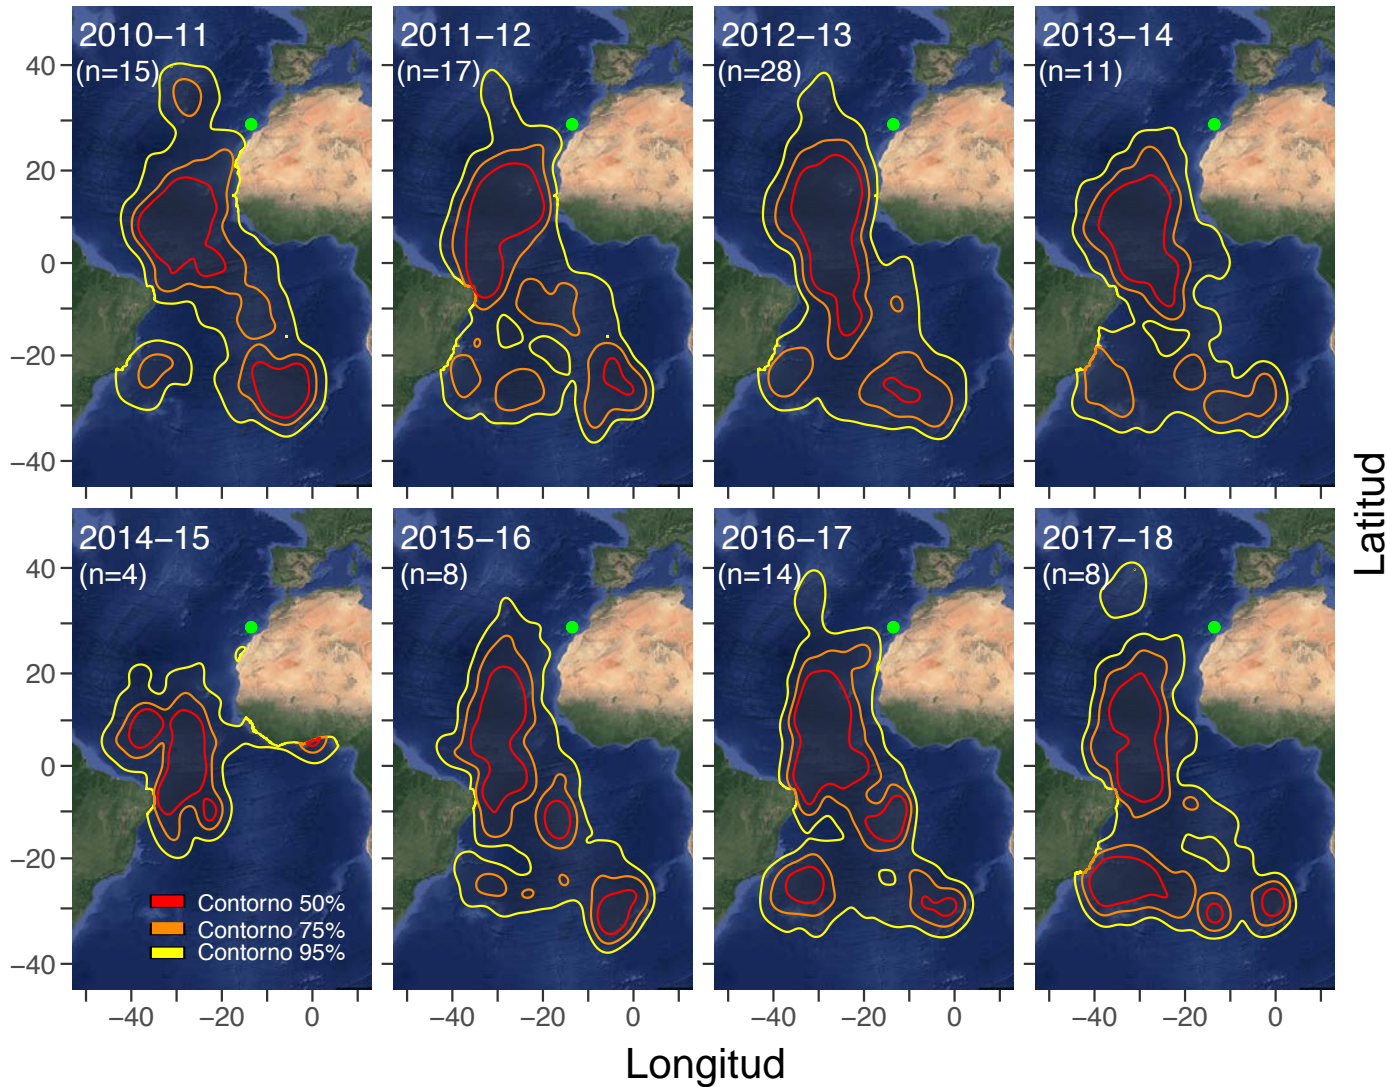 2010−11
(n=15)
2011−12
(n=17)
2012−13
(n=28)
2013−14
(n=11)
40
20
0
−20
−40
Latitud
2014−15
(n=4)
2015−16
(n=8)
2016−17
(n=14)
2017−18
(n=8)
40
20
0
−20
−40
Contorno 50%
Contorno 75%
Contorno 95%
−40 −20 0
−40 −20 0
−40 −20 0
−40 −20 0
Longitud